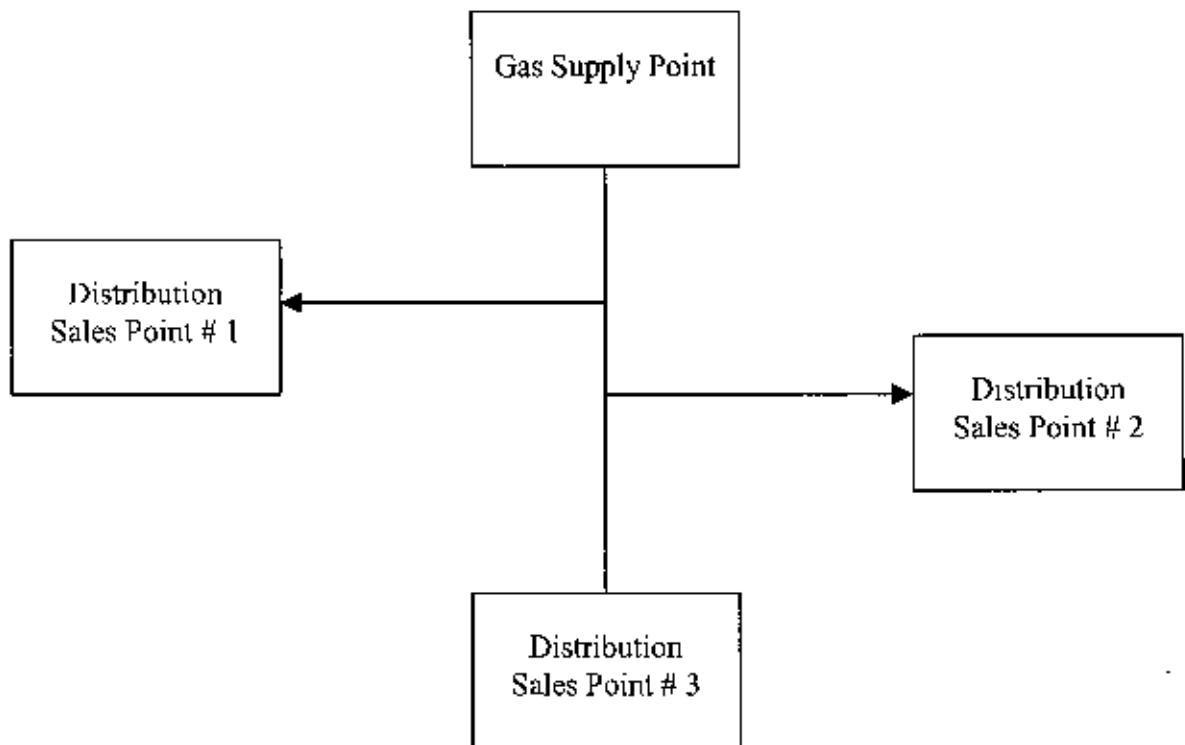 Gas Supply Point
Distribution
Sales Point # 1
Distribution
Sales Point # 2
Distribution
Sales Point # 3